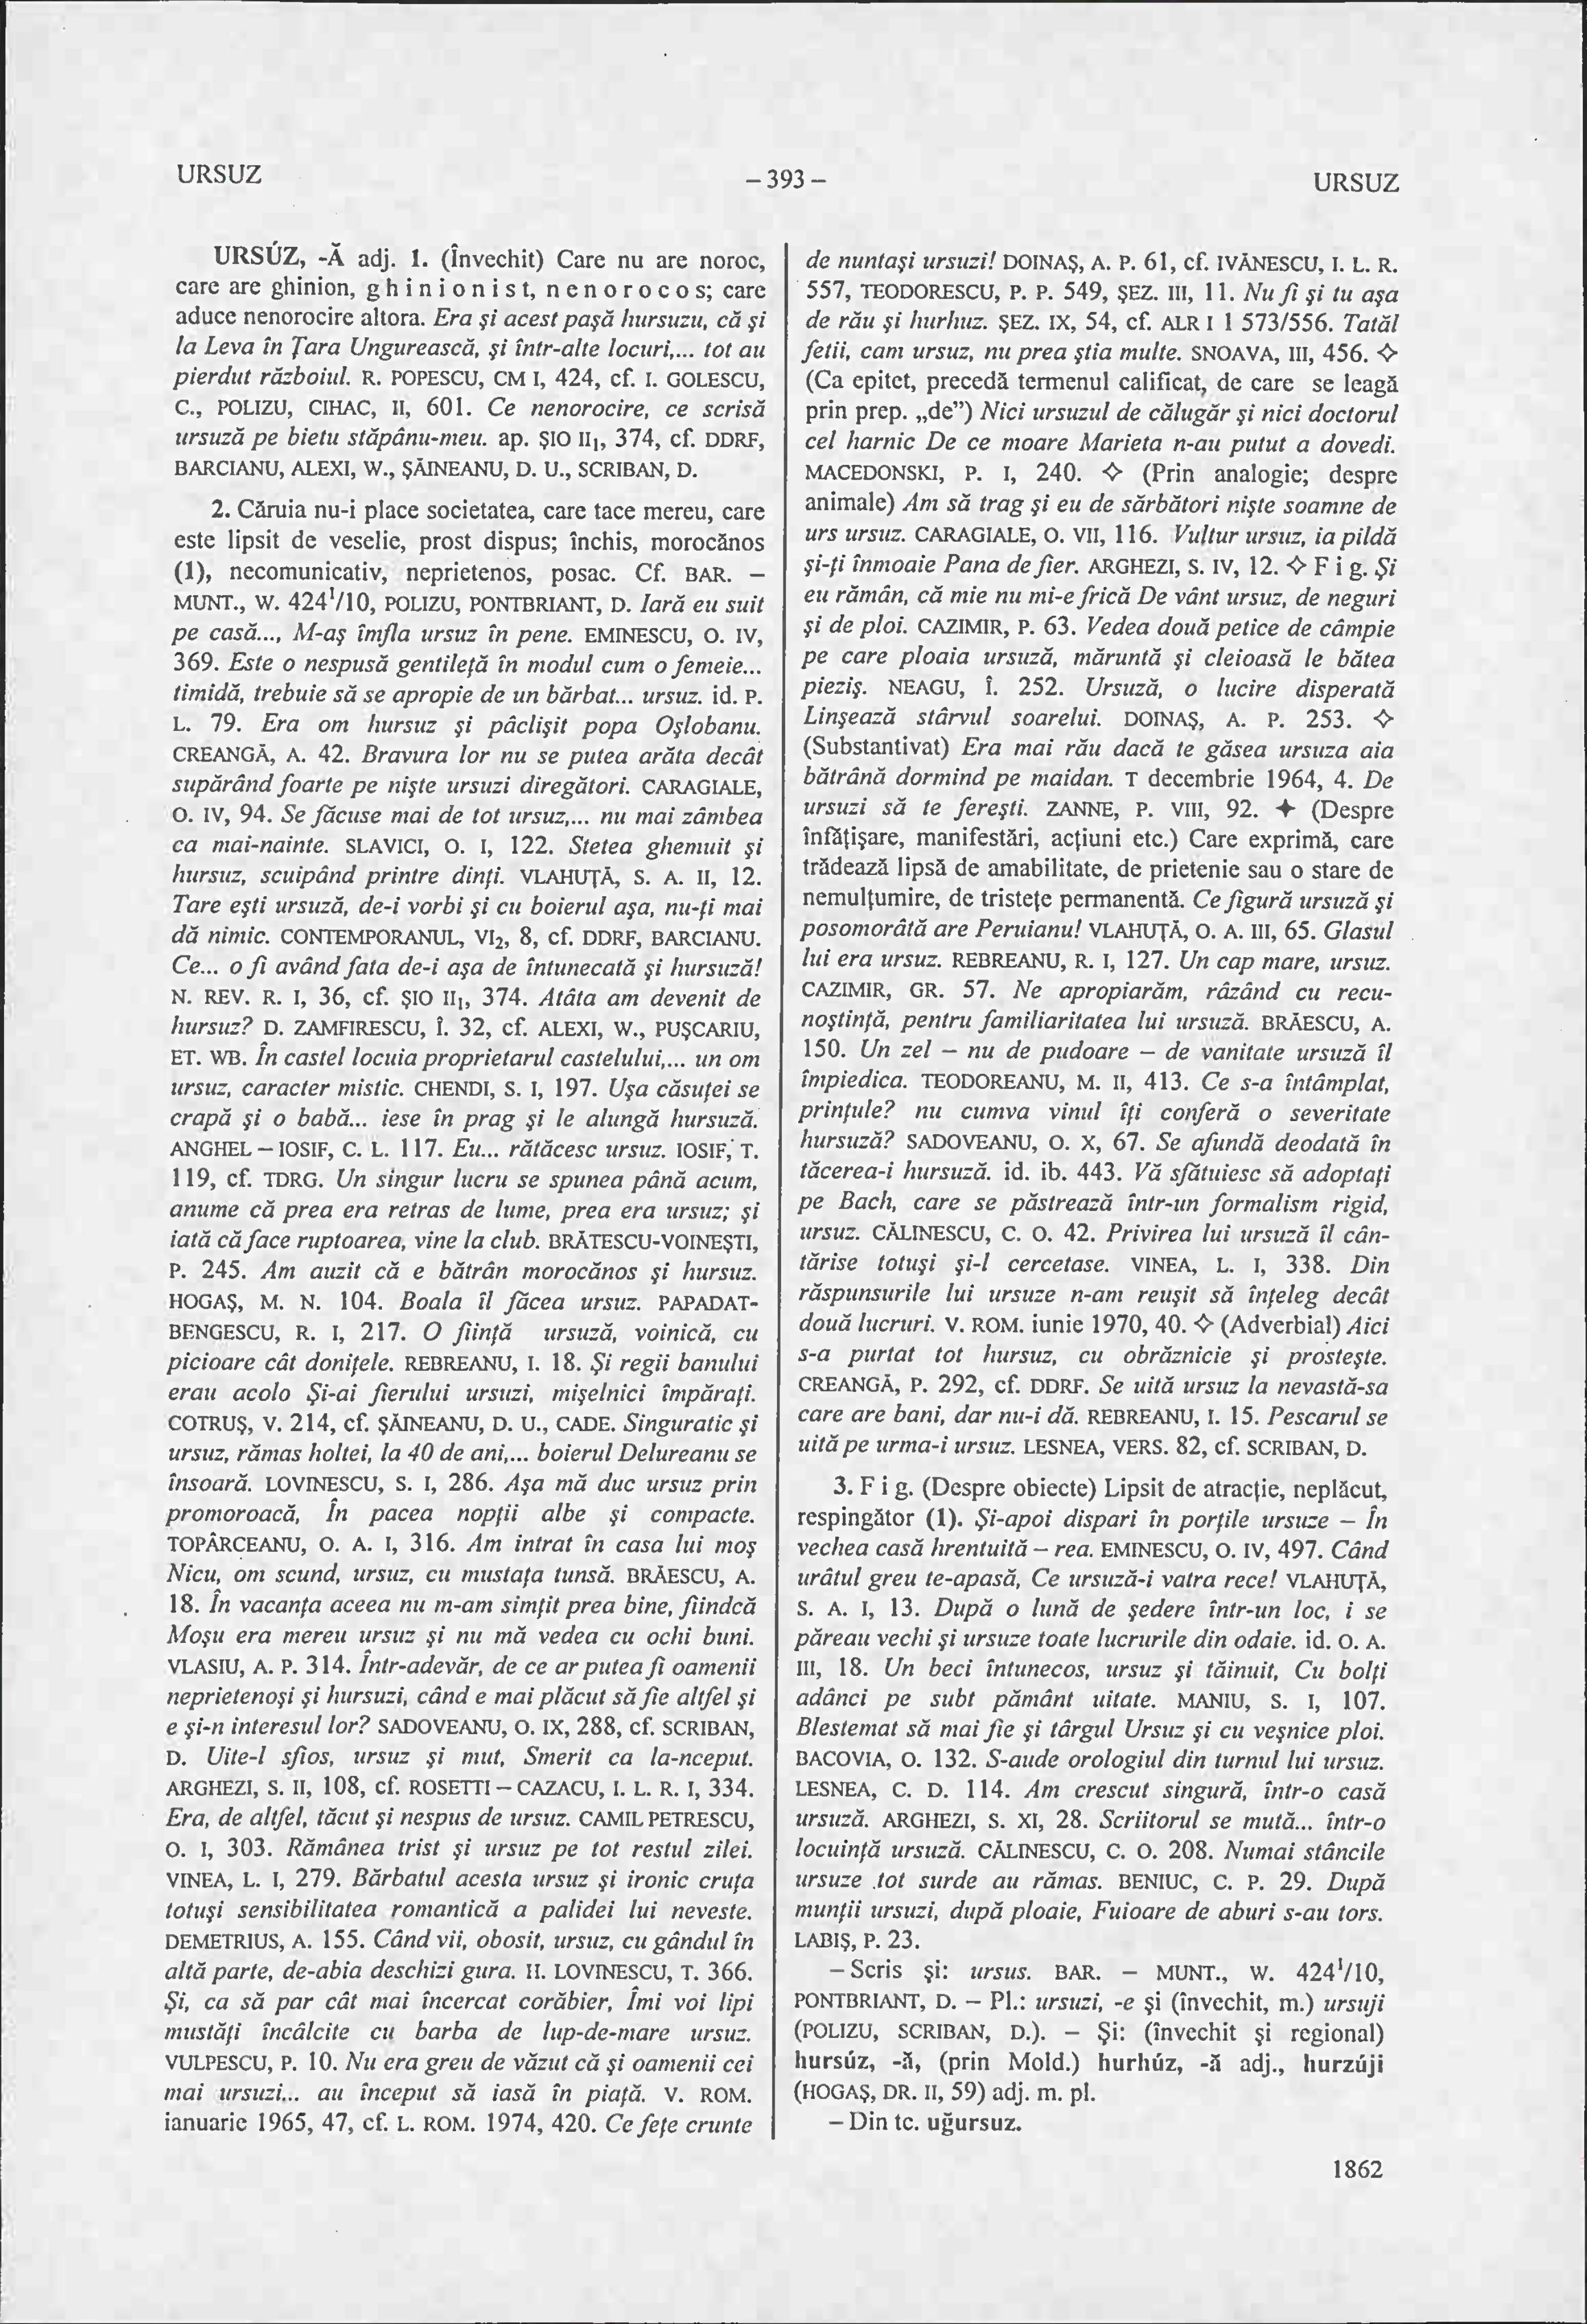 URSUZ
– 393 –
URSUZ
URSÚZ, -Ă adj. 1. (Învechit) Care nu are noroc,
care are ghinion, ghinionist, nenorocos; care
aduce nenorocire altora. Era şi acest paşă hursuzu, că şi
la Leva în Ţara Ungurească, şi într-alte locuri,... tot au
pierdut războiul. R. POPESCU, CM I, 424, cf. I. GOLESCU,
C., POLIZU, CIHAC, II, 601. Ce nenorocire, ce scrisă
ursuză pe bietu stăpânu-meu. ap. ŞIO II₁, 374, cf. DDRF,
BARCIANU, ALEXI, W., ŞĂINEANU, D. U., SCRIBAN, D.
2. Căruia nu-i place societatea, care tace mereu, care
este lipsit de veselie, prost dispus; închis, morocănos
(1), necomunicativ, neprietenos, posac. Cf. BAR. –
MUNT., W. 424¹/10, POLIZU, PONTBRIANT, D. Iară eu suit
pe casă..., M-aş îmfla ursuz în pene. EMINESCU, O. IV,
369. Este o nespusă gentileţă în modul cum o femeie...
timidă, trebuie să se apropie de un bărbat... ursuz. id. P.
L. 79. Era om hursuz şi pâclişit popa Oşlobanu.
CREANGĂ, A. 42. Bravura lor nu se putea arăta decât
supărând foarte pe nişte ursuzi diregători. CARAGIALE,
O. IV, 94. Se făcuse mai de tot ursuz,... nu mai zâmbea
ca mai-nainte. SLAVICI, O. I, 122. Stetea ghemuit şi
hursuz, scuipând printre dinţi. VLAHUŢĂ, S. A. II, 12.
Tare eşti ursuză, de-i vorbi şi cu boierul aşa, nu-ţi mai
dă nimic. CONTEMPORANUL, VI₂, 8, cf. DDRF, BARCIANU.
Ce... o fi având fata de-i aşa de întunecată şi hursuză!
N. REV. R. I, 36, cf. ŞIO II₁, 374. Atâta am devenit de
hursuz? D. ZAMFIRESCU, Î. 32, cf. ALEXI, W., PUŞCARIU,
ET. WB. În castel locuia proprietarul castelului,... un om
ursuz, caracter mistic. CHENDI, S. I, 197. Uşa căsuţei se
crapă şi o babă... iese în prag şi le alungă hursuză.
ANGHEL – IOSIF, C. L. 117. Eu... rătăcesc ursuz. IOSIF, T.
119, cf. TDRG. Un singur lucru se spunea până acum,
anume că prea era retras de lume, prea era ursuz; şi
iată că face ruptoarea, vine la club. BRĂTESCU-VOINEŞTI,
P. 245. Am auzit că e bătrân morocănos şi hursuz.
HOGAŞ, M. N. 104. Boala îl făcea ursuz. PAPADAT-
BENGESCU, R. I, 217. O fiinţă ursuză, voinică, cu
picioare cât doniţele. REBREANU, I. 18. Şi regii banului
erau acolo Şi-ai fierului ursuzi, mişelnici împăraţi.
COTRUŞ, V. 214, cf. ŞĂINEANU, D. U., CADE. Singuratic şi
ursuz, rămas holtei, la 40 de ani,... boierul Delureanu se
însoară. LOVINESCU, S. I, 286. Aşa mă duc ursuz prin
promoroacă, În pacea nopţii albe şi compacte.
TOPÂRCEANU, O. A. I, 316. Am intrat în casa lui moş
Nicu, om scund, ursuz, cu mustaţa tunsă. BRĂESCU, A.
18. În vacanţa aceea nu m-am simţit prea bine, fiindcă
Moşu era mereu ursuz şi nu mă vedea cu ochi buni.
VLASIU, A. P. 314. Într-adevăr, de ce ar putea fi oamenii
neprietenoşi şi hursuzi, când e mai plăcut să fie altfel şi
e şi-n interesul lor? SADOVEANU, O. IX, 288, cf. SCRIBAN,
D. Uite-l sfios, ursuz şi mut, Smerit ca la-nceput.
ARGHEZI, S. II, 108, cf. ROSETTI – CAZACU, I. L. R. I, 334.
Era, de altfel, tăcut şi nespus de ursuz. CAMIL PETRESCU,
O. I, 303. Rămânea trist şi ursuz pe tot restul zilei.
VINEA, L. I, 279. Bărbatul acesta ursuz şi ironic cruţa
totuşi sensibilitatea romantică a palidei lui neveste.
DEMETRIUS, A. 155. Când vii, obosit, ursuz, cu gândul în
altă parte, de-abia deschizi gura. H. LOVINESCU, T. 366.
Şi, ca să par cât mai încercat corăbier, Îmi voi lipi
mustăţi încâlcite cu barba de lup-de-mare ursuz.
VULPESCU, P. 10. Nu era greu de văzut că şi oamenii cei
mai ursuzi... au început să iasă în piaţă. V. ROM.
ianuarie 1965, 47, cf. L. ROM. 1974, 420. Ce feţe crunte
de nuntaşi ursuzi! DOINAŞ, A. P. 61, cf. IVĂNESCU, I. L. R.
557, TEODORESCU, P. P. 549, ŞEZ. III, 11. Nu fi şi tu aşa
de rău şi hurhuz. ŞEZ. IX, 54, cf. ALR I 1 573/556. Tatăl
fetii, cam ursuz, nu prea ştia multe. SNOAVA, III, 456. ◇
(Ca epitet, precedă termenul calificat, de care se leagă
prin prep. „de”) Nici ursuzul de călugăr şi nici doctorul
cel harnic De ce moare Marieta n-au putut a dovedi.
MACEDONSKI, P. I, 240. ◇ (Prin analogie; despre
animale) Am să trag şi eu de sărbători nişte soamne de
urs ursuz. CARAGIALE, O. VII, 116. Vultur ursuz, ia pildă
şi-ţi înmoaie Pana de fier. ARGHEZI, S. IV, 12. ◇ Fig. Şi
eu rămân, că mie nu mi-e frică De vânt ursuz, de neguri
şi de ploi. CAZIMIR, P. 63. Vedea două petice de câmpie
pe care ploaia ursuză, măruntă şi cleioasă le bătea
pieziş. NEAGU, Î. 252. Ursuză, o lucire disperată
Linşează stârvul soarelui. DOINAŞ, A. P. 253. ◇
(Substantivat) Era mai rău dacă te găsea ursuza aia
bătrână dormind pe maidan. T decembrie 1964, 4. De
ursuzi să te fereşti. ZANNE, P. VIII, 92. ✦ (Despre
înfăţişare, manifestări, acţiuni etc.) Care exprimă, care
trădează lipsă de amabilitate, de prietenie sau o stare de
nemulţumire, de tristeţe permanentă. Ce figură ursuză şi
posomorâtă are Peruianu! VLAHUŢĂ, O. A. III, 65. Glasul
lui era ursuz. REBREANU, R. I, 127. Un cap mare, ursuz.
CAZIMIR, GR. 57. Ne apropiarăm, râzând cu recu-
noştinţă, pentru familiaritatea lui ursuză. BRĂESCU, A.
150. Un zel – nu de pudoare – de vanitate ursuză îl
împiedica. TEODOREANU, M. II, 413. Ce s-a întâmplat,
prinţule? nu cumva vinul îţi conferă o severitate
hursuză? SADOVEANU, O. X, 67. Se afundă deodată în
tăcerea-i hursuză. id. ib. 443. Vă sfătuiesc să adoptaţi
pe Bach, care se păstrează într-un formalism rigid,
ursuz. CĂLINESCU, C. O. 42. Privirea lui ursuză îl cân-
tărise totuşi şi-l cercetase. VINEA, L. I, 338. Din
răspunsurile lui ursuze n-am reuşit să înţeleg decât
două lucruri. V. ROM. iunie 1970, 40. ◇ (Adverbial) Aici
s-a purtat tot hursuz, cu obrăznicie şi prosteşte.
CREANGĂ, P. 292, cf. DDRF. Se uită ursuz la nevastă-sa
care are bani, dar nu-i dă. REBREANU, I. 15. Pescarul se
uită pe urma-i ursuz. LESNEA, VERS. 82, cf. SCRIBAN, D.
3. Fig. (Despre obiecte) Lipsit de atracţie, neplăcut,
respingător (1). Şi-apoi dispari în porţile ursuze – În
vechea casă hrentuită – rea. EMINESCU, O. IV, 497. Când
urâtul greu te-apasă, Ce ursuză-i vatra rece! VLAHUŢĂ,
S. A. I, 13. După o lună de şedere într-un loc, i se
păreau vechi şi ursuze toate lucrurile din odaie. id. O. A.
III, 18. Un beci întunecos, ursuz şi tăinuit, Cu bolţi
adânci pe subt pământ uitate. MANIU, S. I, 107.
Blestemat să mai fie şi târgul Ursuz şi cu veşnice ploi.
BACOVIA, O. 132. S-aude orologiul din turnul lui ursuz.
LESNEA, C. D. 114. Am crescut singură, într-o casă
ursuză. ARGHEZI, S. XI, 28. Scriitorul se mută... într-o
locuinţă ursuză. CĂLINESCU, C. O. 208. Numai stâncile
ursuze tot surde au rămas. BENIUC, C. P. 29. După
munţii ursuzi, după ploaie, Fuioare de aburi s-au tors.
LABIŞ, P. 23.
– Scris şi: ursus. BAR. – MUNT., W. 424¹/10,
PONTBRIANT, D. – Pl.: ursuzi, -e şi (învechit, m.) ursuji
(POLIZU, SCRIBAN, D.). – Şi: (învechit şi regional)
hursúz, -ă, (prin Mold.) hurhúz, -ă adj., hurzúji
(HOGAŞ, DR. II, 59) adj. m. pl.
– Din tc. uğursuz.
1862